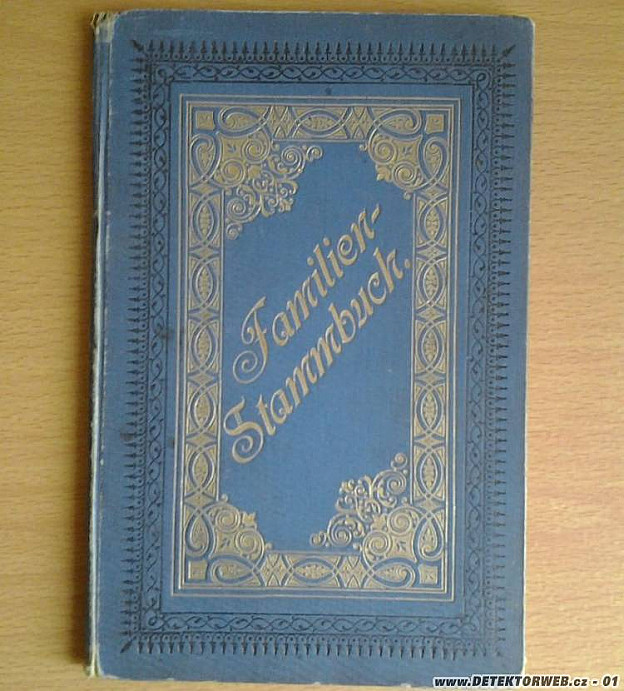 Familien-
Stammbuch.
www.DETEKTORWEB.cz - 01